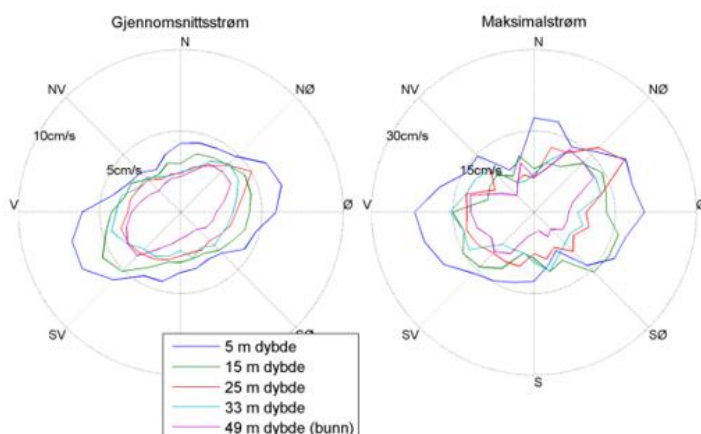 Gjennomsnittsstrøm
N
NV
NØ
10cm/s
5cm/s
V
Ø
SV
SØ
Maksimalstrøm
N
NV
NØ
30cm/s
15cm/s
V
Ø
SV
SØ
S
5 m dybde
15 m dybde
25 m dybde
33 m dybde
49 m dybde (bunn)